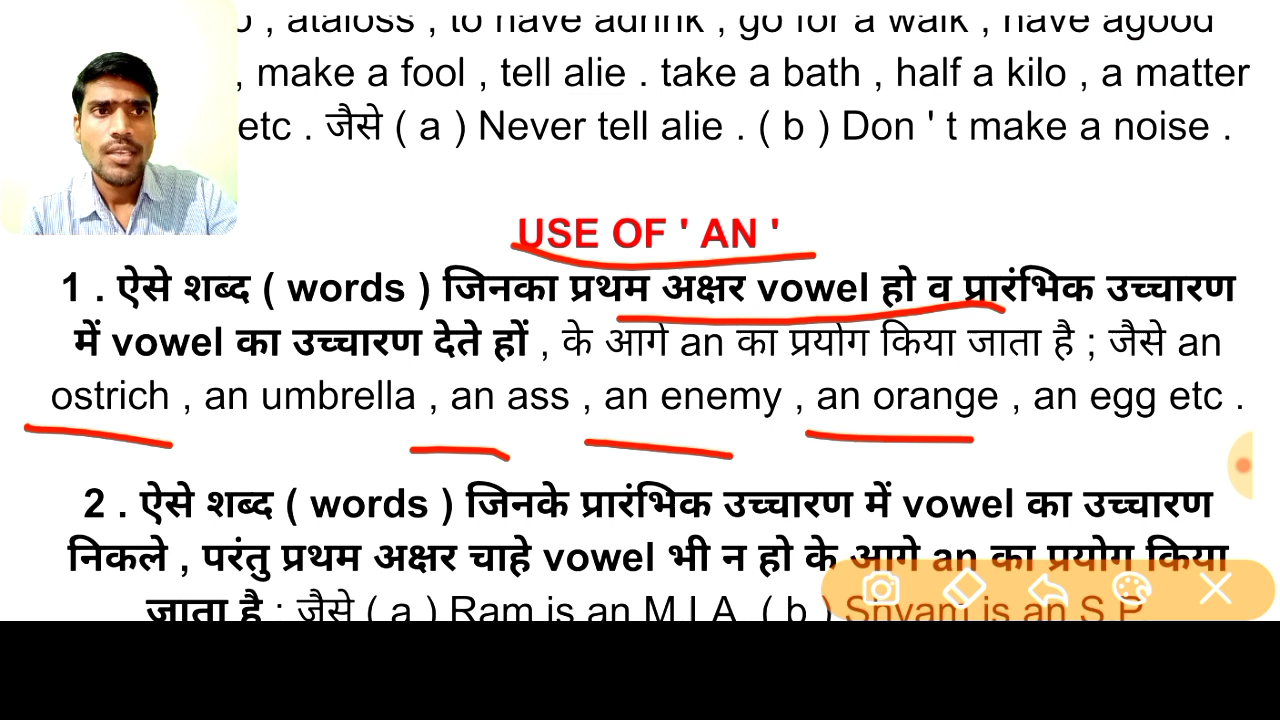 , ataloss , to have adrink , go for a walk , have agood
, make a fool , tell alie . take a bath , half a kilo , a matter
etc . जैसे ( a ) Never tell alie . ( b ) Don ' t make a noise .
USE OF ' AN '
1 . ऐसे शब्द ( words ) जिनका प्रथम अक्षर vowel हो व प्रारंभिक उच्चारण
में vowel का उच्चारण देते हों , के आगे an का प्रयोग किया जाता है ; जैसे an
ostrich , an umbrella , an ass , an enemy , an orange , an egg etc .
2 . ऐसे शब्द ( words ) जिनके प्रारंभिक उच्चारण में vowel का उच्चारण
निकले , परंतु प्रथम अक्षर चाहे vowel भी न हो के आगे an का प्रयोग किया
जाता है ; जैसे ( a ) Ram is an M.L.A. ( b ) Shyam is an S.P.